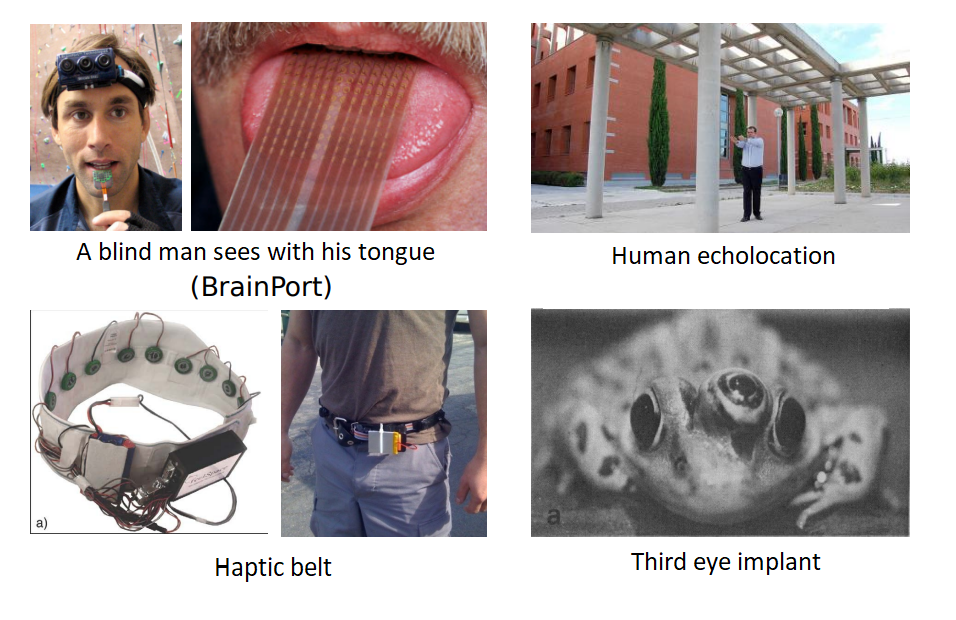 A blind man sees with his tongue
(BrainPort)
Human echolocation
a)
Haptic belt
a
Third eye implant